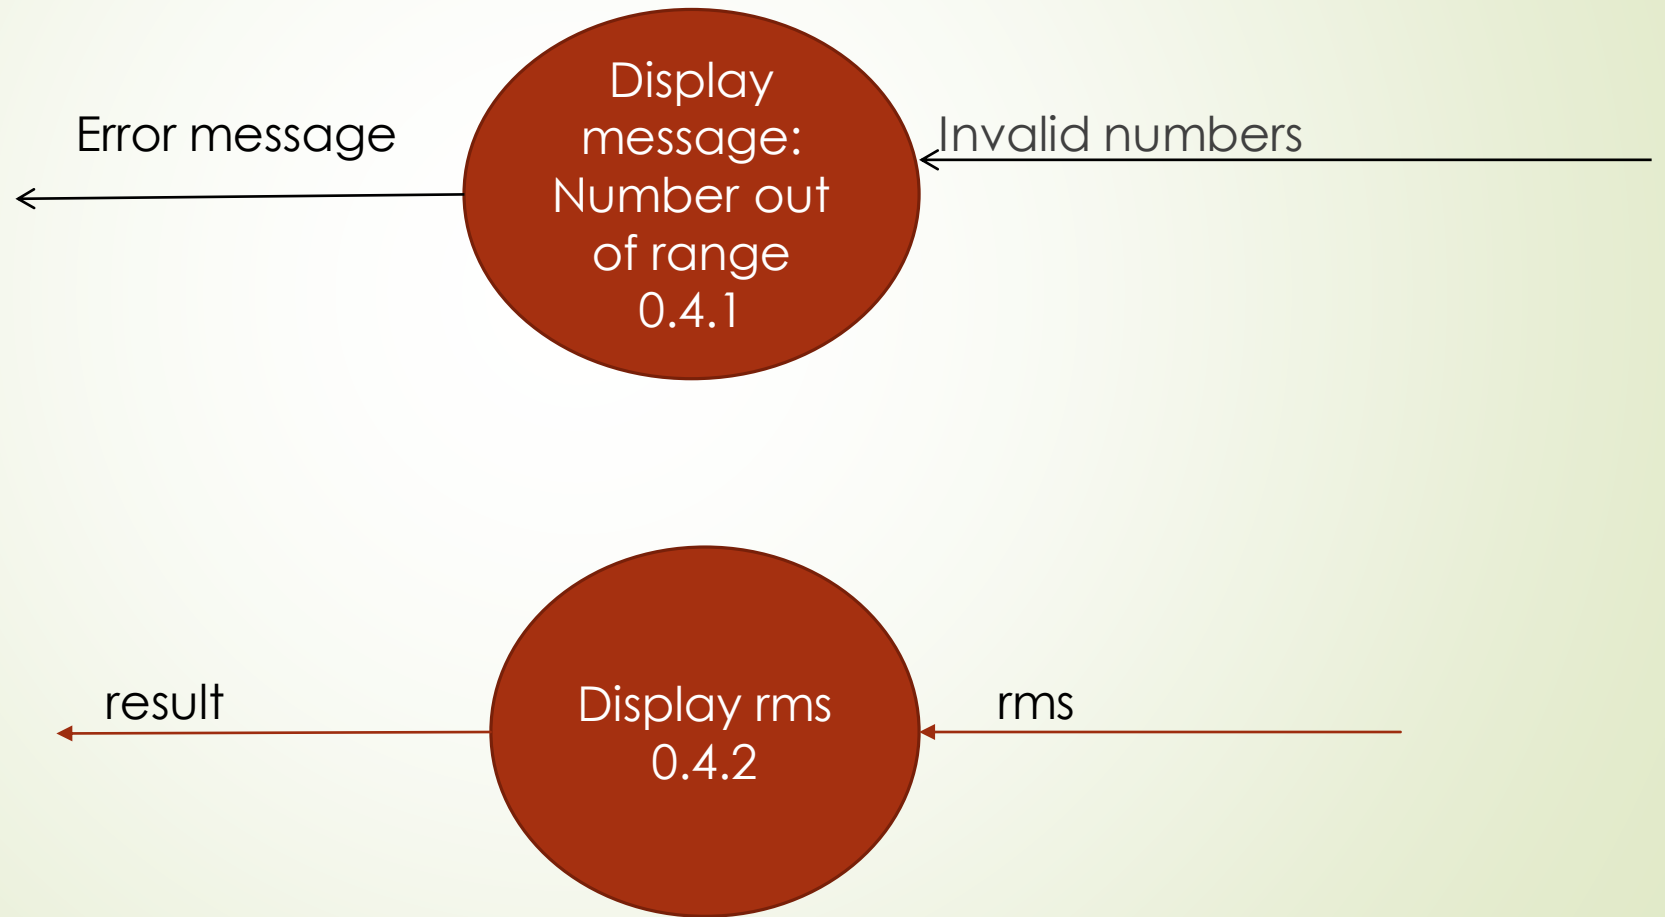 Error message
Display
message:
Number out
of range
0.4.1
Invalid numbers
result
Display rms
0.4.2
rms